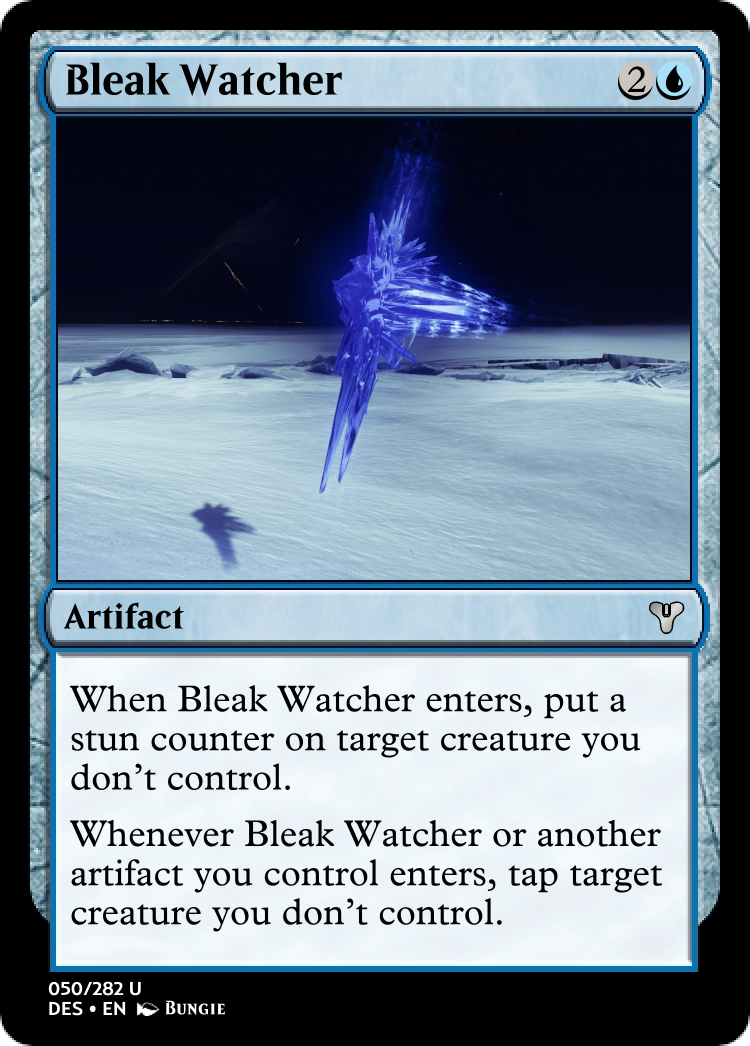 Bleak Watcher 2
Artifact
When Bleak Watcher enters, put a
stun counter on target creature you
don't control.
Whenever Bleak Watcher or another
artifact you control enters, tap target
creature you don't control.
050/282 U
DES • EN Bungie